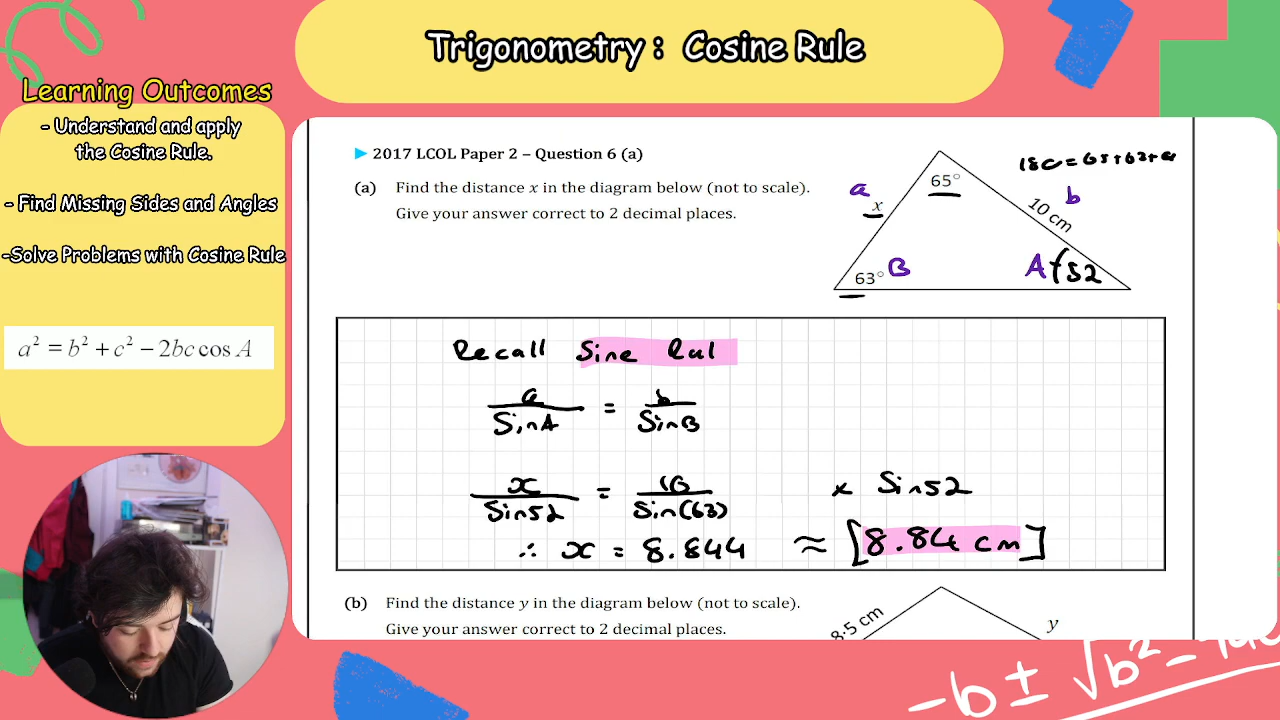 Trigonometry : Cosine Rule
Learning Outcomes
- Understand and apply
the Cosine Rule.
- Find Missing Sides and Angles
-Solve Problems with Cosine Rule
a² = b² + c² − 2bc cos A
2017 LCOL Paper 2 – Question 6 (a)
(a) Find the distance x in the diagram below (not to scale).
Give your answer correct to 2 decimal places.
180 = 65+63+A
65°
a
x
b
10 cm
63° B
A 52
Recall Sine Rul
a/SinA = b/SinB
x/Sin52 = 10/Sin(63) × Sin52
∴ x = 8.844 ≈ [8.84 cm]
(b) Find the distance y in the diagram below (not to scale).
Give your answer correct to 2 decimal places.
8·5 cm
y
-b ± √b² -